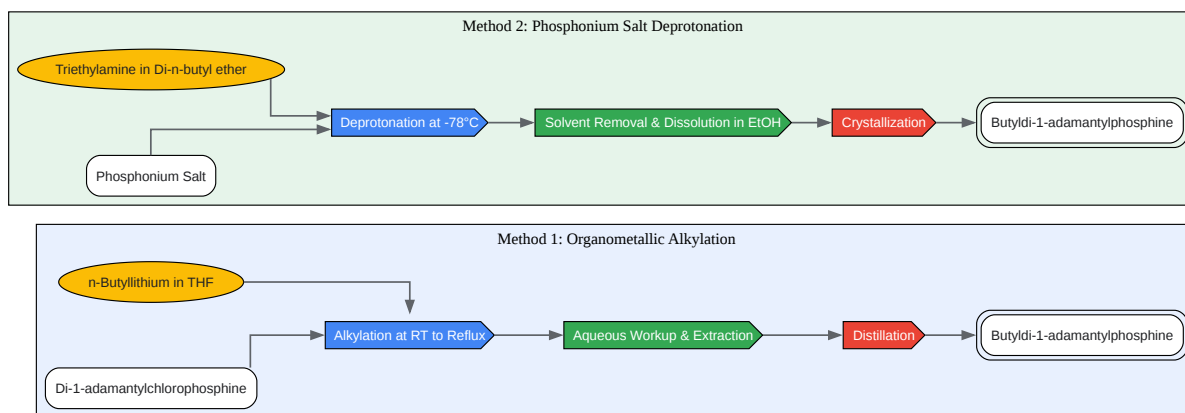 Method 2: Phosphonium Salt Deprotonation
Triethylamine in Di-n-butyl ether
Deprotonation at -78°C
Solvent Removal & Dissolution in EtOH
Crystallization
Butyldi-1-adamantylphosphine
Phosphonium Salt
Method 1: Organometallic Alkylation
n-Butyllithium in THF
Alkylation at RT to Reflux
Aqueous Workup & Extraction
Distillation
Butyldi-1-adamantylphosphine
Di-1-adamantylchlorophosphine